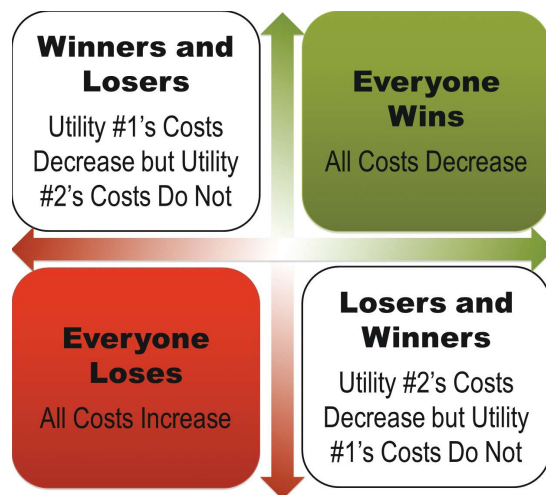 Winners and
Losers
Utility #1’s Costs
Decrease but Utility
#2’s Costs Do Not
Everyone
Wins
All Costs Decrease
Everyone
Loses
All Costs Increase
Losers and
Winners
Utility #2’s Costs
Decrease but Utility
#1’s Costs Do Not